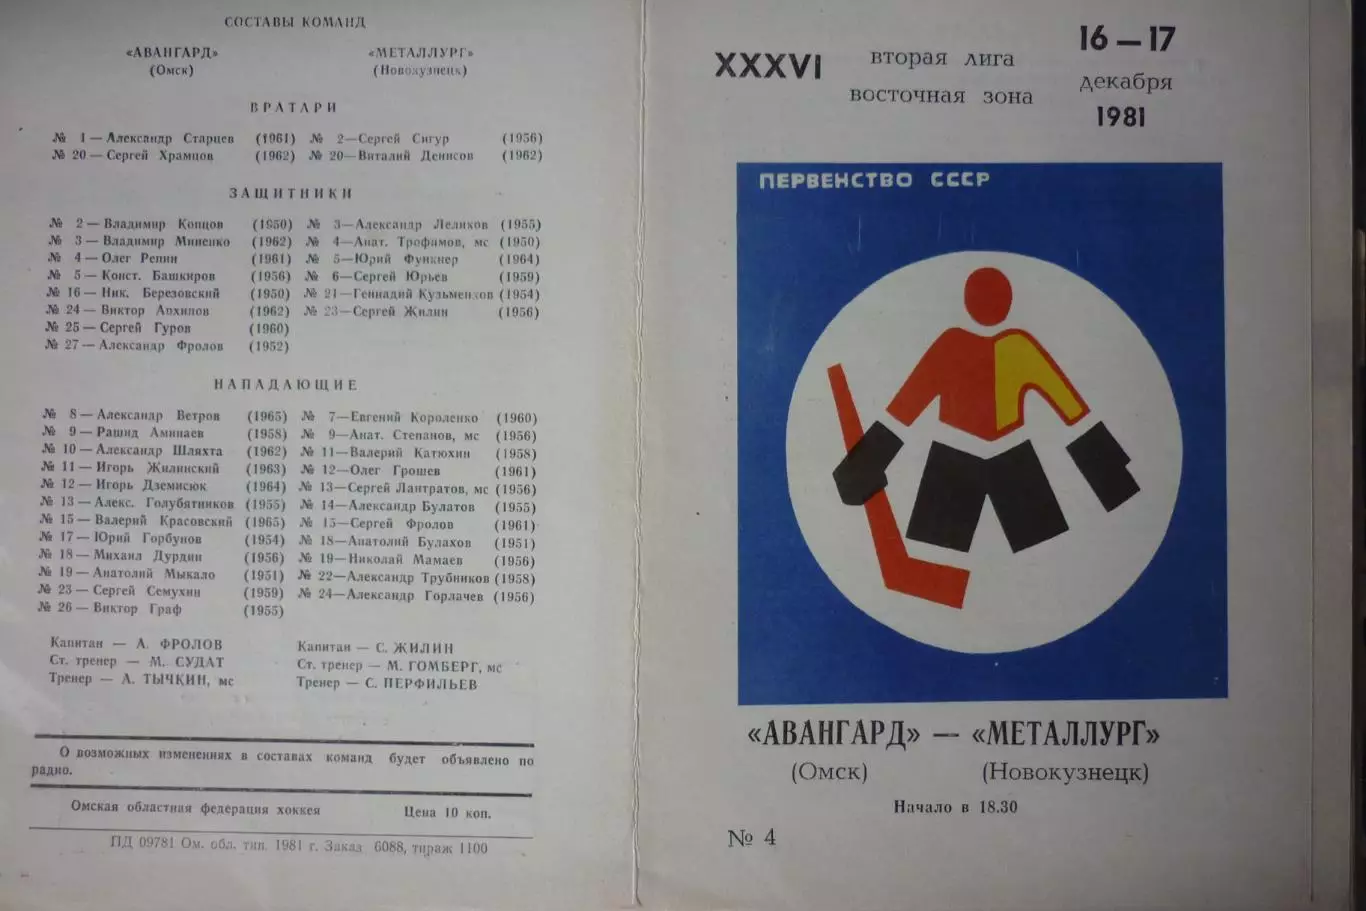 СОСТАВЫ КОМАНД
«АВАНГАРД» «МЕТАЛЛУРГ»
(Омск) (Новокузнецк)
ВРАТАРИ
№ 1 — Александр Старцев (1961) № 2—Сергей Сигур (1956)
№ 20 — Сергей Храмцов (1962) № 20—Виталий Денисов (1962)
ЗАЩИТНИКИ
№ 2 — Владимир Концов (1950) № 3—Александр Леликов (1955)
№ 3 — Владимир Миненко (1962) № 4—Анат. Трофимов, мс (1950)
№ 4 — Олег Репин (1961) № 5—Юрий Функнер (1964)
№ 5 — Конст. Башкиров (1956) № 6—Сергей Юрьев (1959)
№ 16 — Ник. Березовский (1950) № 21—Геннадий Кузьменков (1954)
№ 24 — Виктор Архипов (1962) № 23—Сергей Жилин (1956)
№ 25 — Сергей Гуров (1960)
№ 27 — Александр Фролов (1952)
НАПАДАЮЩИЕ
№ 8 — Александр Ветров (1965) № 7—Евгений Короленко (1960)
№ 9 — Рашид Аминаев (1958) № 9—Анат. Степанов, мс (1956)
№ 10 — Александр Шляхта (1962) № 11—Валерий Катюхин (1958)
№ 11 — Игорь Жилинский (1963) № 12—Олег Грошев (1961)
№ 12 — Игорь Дземисюк (1964) № 13—Сергей Лантратов, мс (1956)
№ 13 — Алекс. Голубятников (1955) № 14—Александр Булатов (1955)
№ 15 — Валерий Красовский (1965) № 15—Сергей Фролов (1961)
№ 17 — Юрий Горбунов (1954) № 18—Анатолий Булахов (1951)
№ 18 — Михаил Дурдин (1956) № 19—Николай Мамаев (1956)
№ 19 — Анатолий Мыкало (1951) № 22—Александр Трубников (1958)
№ 23 — Сергей Семухин (1959) № 24—Александр Горлачев (1956)
№ 26 — Виктор Граф (1955)
Капитан — А. ФРОЛОВ Капитан — С. ЖИЛИН
Ст. тренер — М. СУДАТ Ст. тренер — М. ГОМБЕРГ, мс
Тренер — А. ТЫЧКИН, мс Тренер — С. ПЕРФИЛЬЕВ
О возможных изменениях в составах команд будет объявлено по
радио.
Омская областная федерация хоккея Цена 10 коп.
ПД 09781 Ом. обл. тип. 1981 г. Заказ 6088, тираж 1100
XXXVI вторая лига
восточная зона
16—17
декабря
1981
ПЕРВЕНСТВО СССР
«АВАНГАРД» — «МЕТАЛЛУРГ»
(Омск) (Новокузнецк)
Начало в 18.30
№ 4